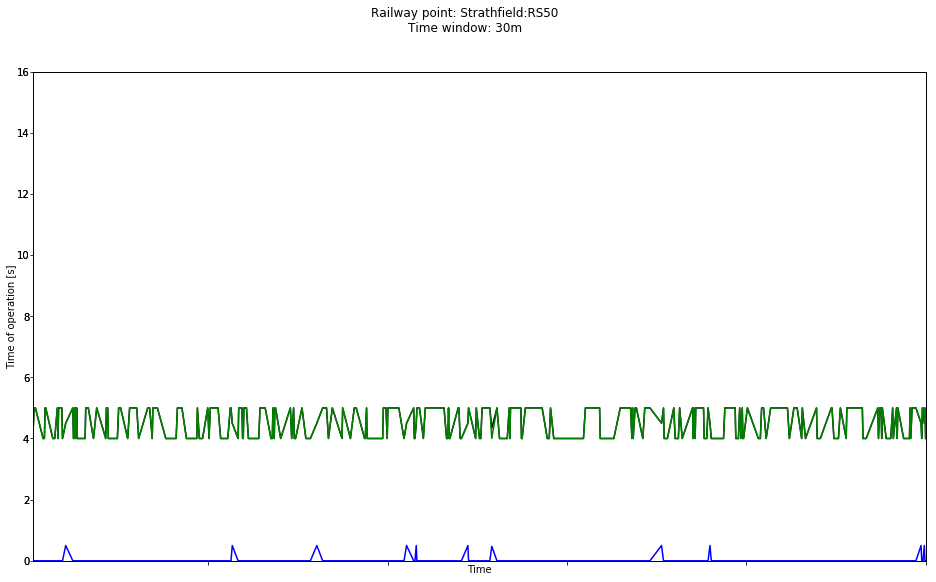 Railway point: Strathfield:RS50
Time window: 30m
16
14
12
10
8
6
4
2
0
Time of operation [s]
Time